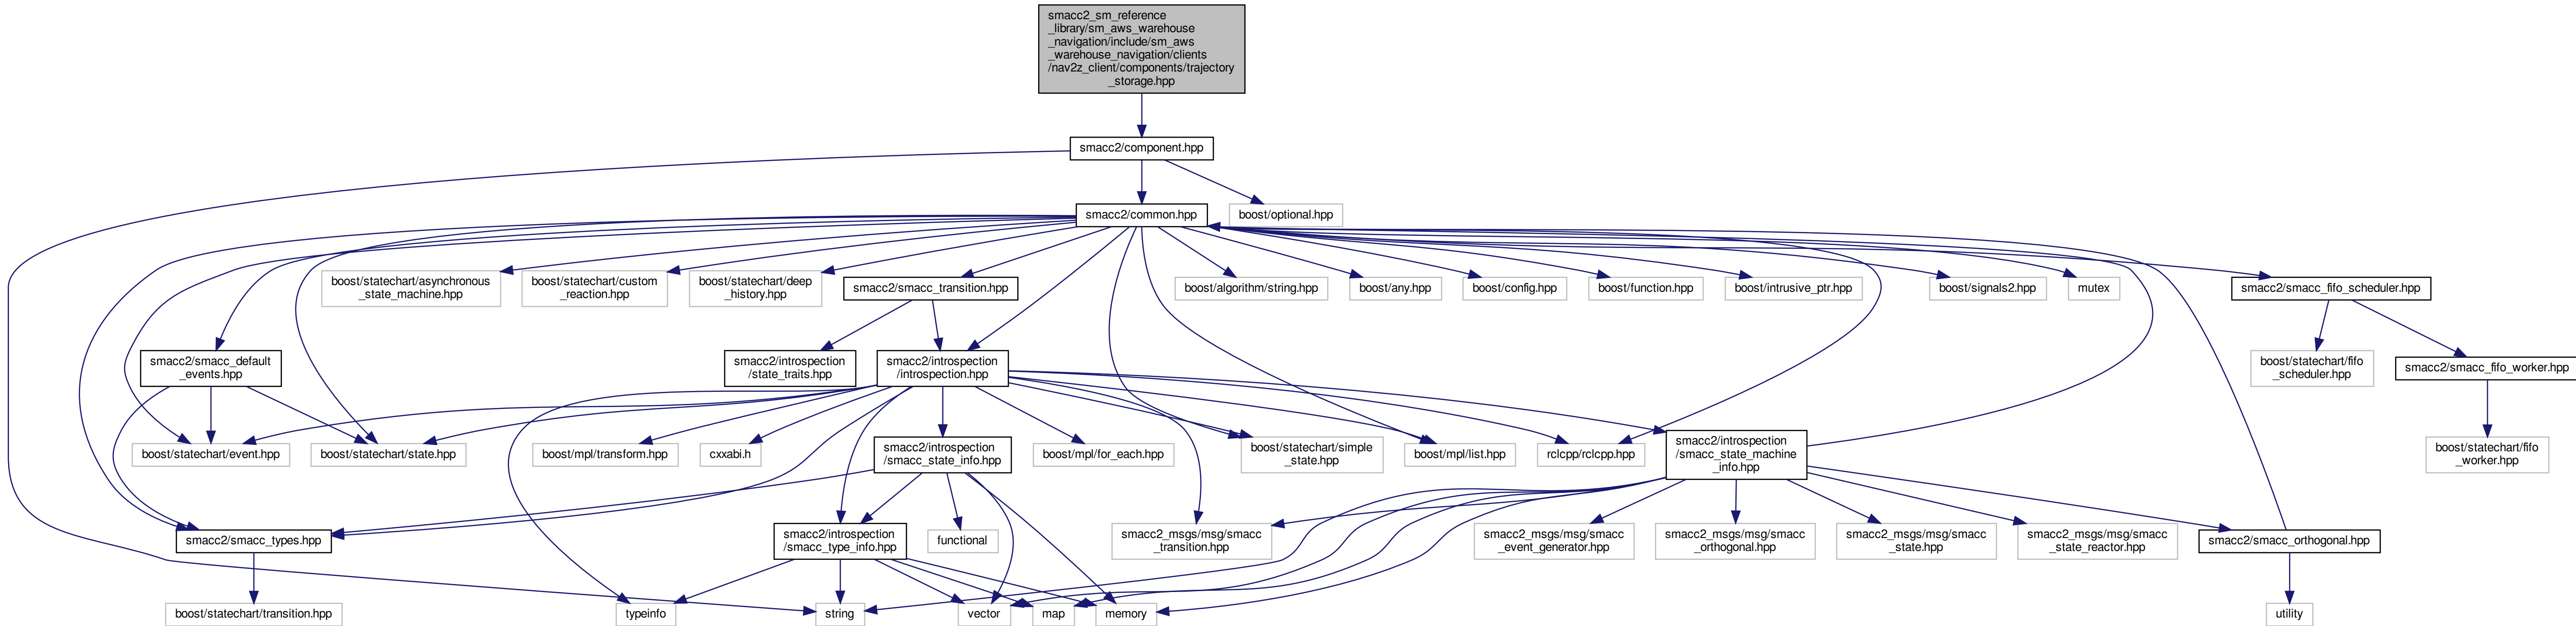 smacc2_sm_reference
_library/sm_aws_warehouse
_navigation/include/sm_aws
_warehouse_navigation/clients
/nav2z_client/components/trajectory
_storage.hpp
smacc2/component.hpp
smacc2/common.hpp
boost/optional.hpp
boost/statechart/asynchronous
_state_machine.hpp
boost/statechart/custom
_reaction.hpp
boost/statechart/deep
_history.hpp
smacc2/smacc_transition.hpp
boost/algorithm/string.hpp
boost/any.hpp
boost/config.hpp
boost/function.hpp
boost/intrusive_ptr.hpp
boost/signals2.hpp
mutex
smacc2/smacc_fifo_scheduler.hpp
smacc2/smacc_default
_events.hpp
smacc2/introspection
/state_traits.hpp
smacc2/introspection
/introspection.hpp
boost/statechart/fifo
_scheduler.hpp
smacc2/smacc_fifo_worker.hpp
boost/statechart/event.hpp
boost/statechart/state.hpp
boost/mpl/transform.hpp
cxxabi.h
smacc2/introspection
/smacc_state_info.hpp
boost/mpl/for_each.hpp
boost/statechart/simple
_state.hpp
boost/mpl/list.hpp
rclcpp/rclcpp.hpp
smacc2/introspection
/smacc_state_machine
_info.hpp
boost/statechart/fifo
_worker.hpp
smacc2/smacc_types.hpp
smacc2/introspection
/smacc_type_info.hpp
functional
smacc2_msgs/msg/smacc
_transition.hpp
smacc2_msgs/msg/smacc
_event_generator.hpp
smacc2_msgs/msg/smacc
_orthogonal.hpp
smacc2_msgs/msg/smacc
_state.hpp
smacc2_msgs/msg/smacc
_state_reactor.hpp
smacc2/smacc_orthogonal.hpp
boost/statechart/transition.hpp
typeinfo
string
vector
map
memory
utility